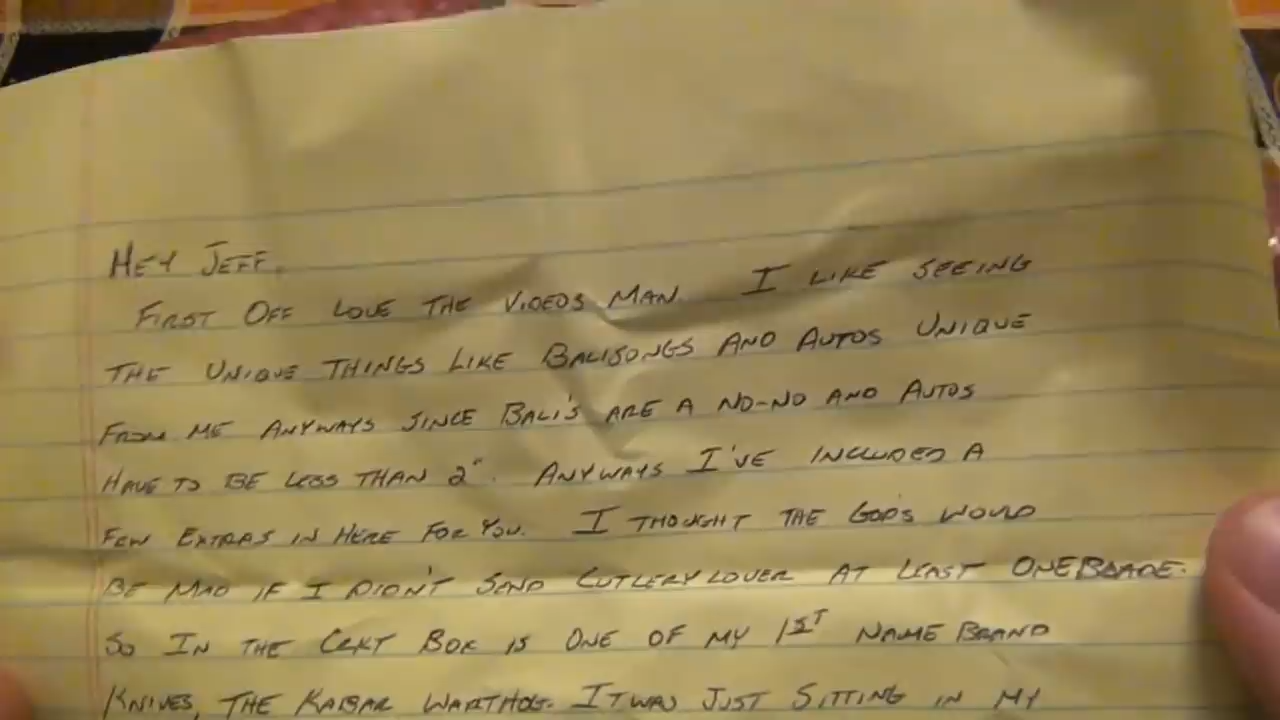 HEY JEFF,
FIRST OFF LOVE THE VIDEOS MAN. I LIKE SEEING
THE UNIQUE THINGS LIKE BALISONGS AND AUTOS UNIQUE
FROM ME ANYWAYS SINCE BALI'S ARE A NO-NO AND AUTOS
HAVE TO BE LESS THAN 2". ANYWAYS I'VE INCLUDED A
FEW EXTRAS IN HERE FOR YOU. I THOUGHT THE GODS WOULD
BE MAD IF I DIDN'T SEND CUTLERYLOVER AT LEAST ONE BLADE.
SO IN THE CRKT BOX IS ONE OF MY 1ST NAME BRAND
KNIVES, THE KABAR WARTHOG. IT WAS JUST SITTING IN MY